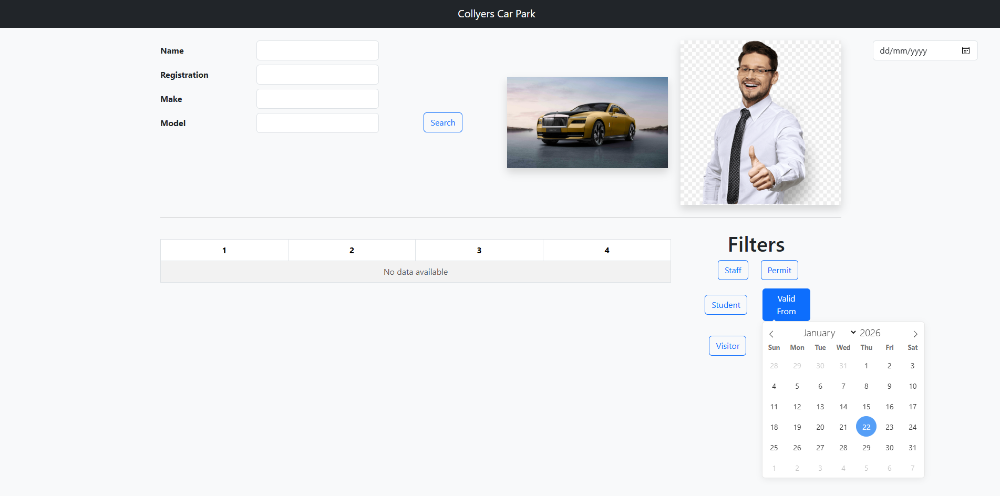 Collyers Car Park
Name
dd/mm/yyyy
Registration
Make
Model
Search
1 2 3 4
No data available
Filters
Staff Permit
Student
Valid
From
Visitor
January 2026
Sun Mon Tue Wed Thu Fri Sat
28 29 30 31 1 2 3
4 5 6 7 8 9 10
11 12 13 14 15 16 17
18 19 20 21 22 23 24
25 26 27 28 29 30 31
1 2 3 4 5 6 7